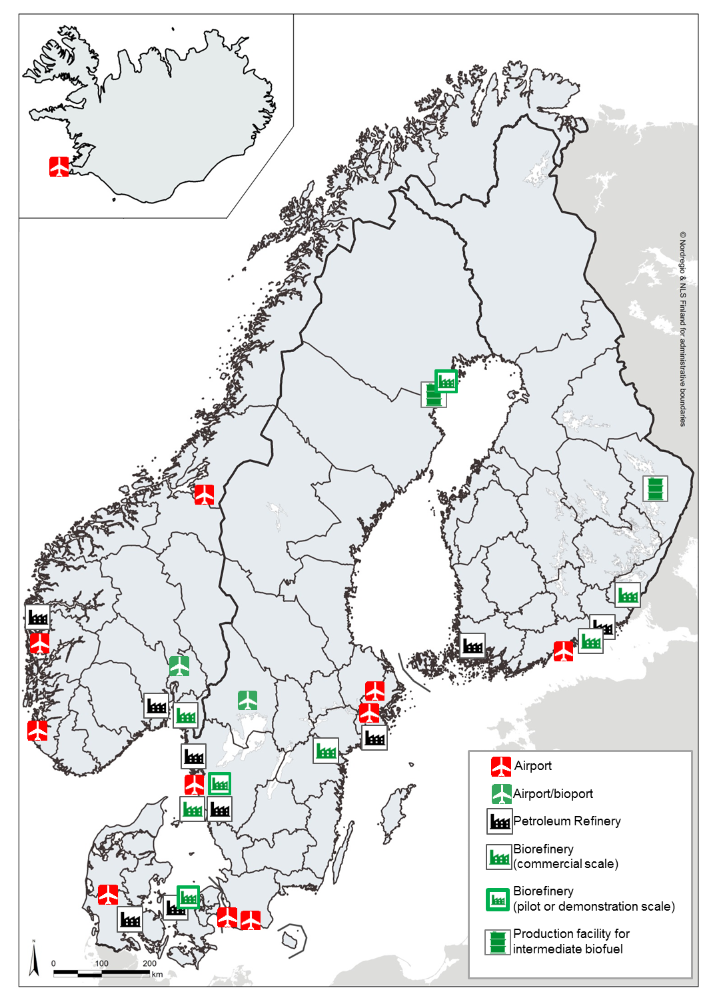 © Nordregio & NLS Finland for administrative boundaries
Airport
Airport/bioport
Petroleum Refinery
Biorefinery
(commercial scale)
Biorefinery
(pilot or demonstration scale)
Production facility for
intermediate biofuel
N
0 100 200
km